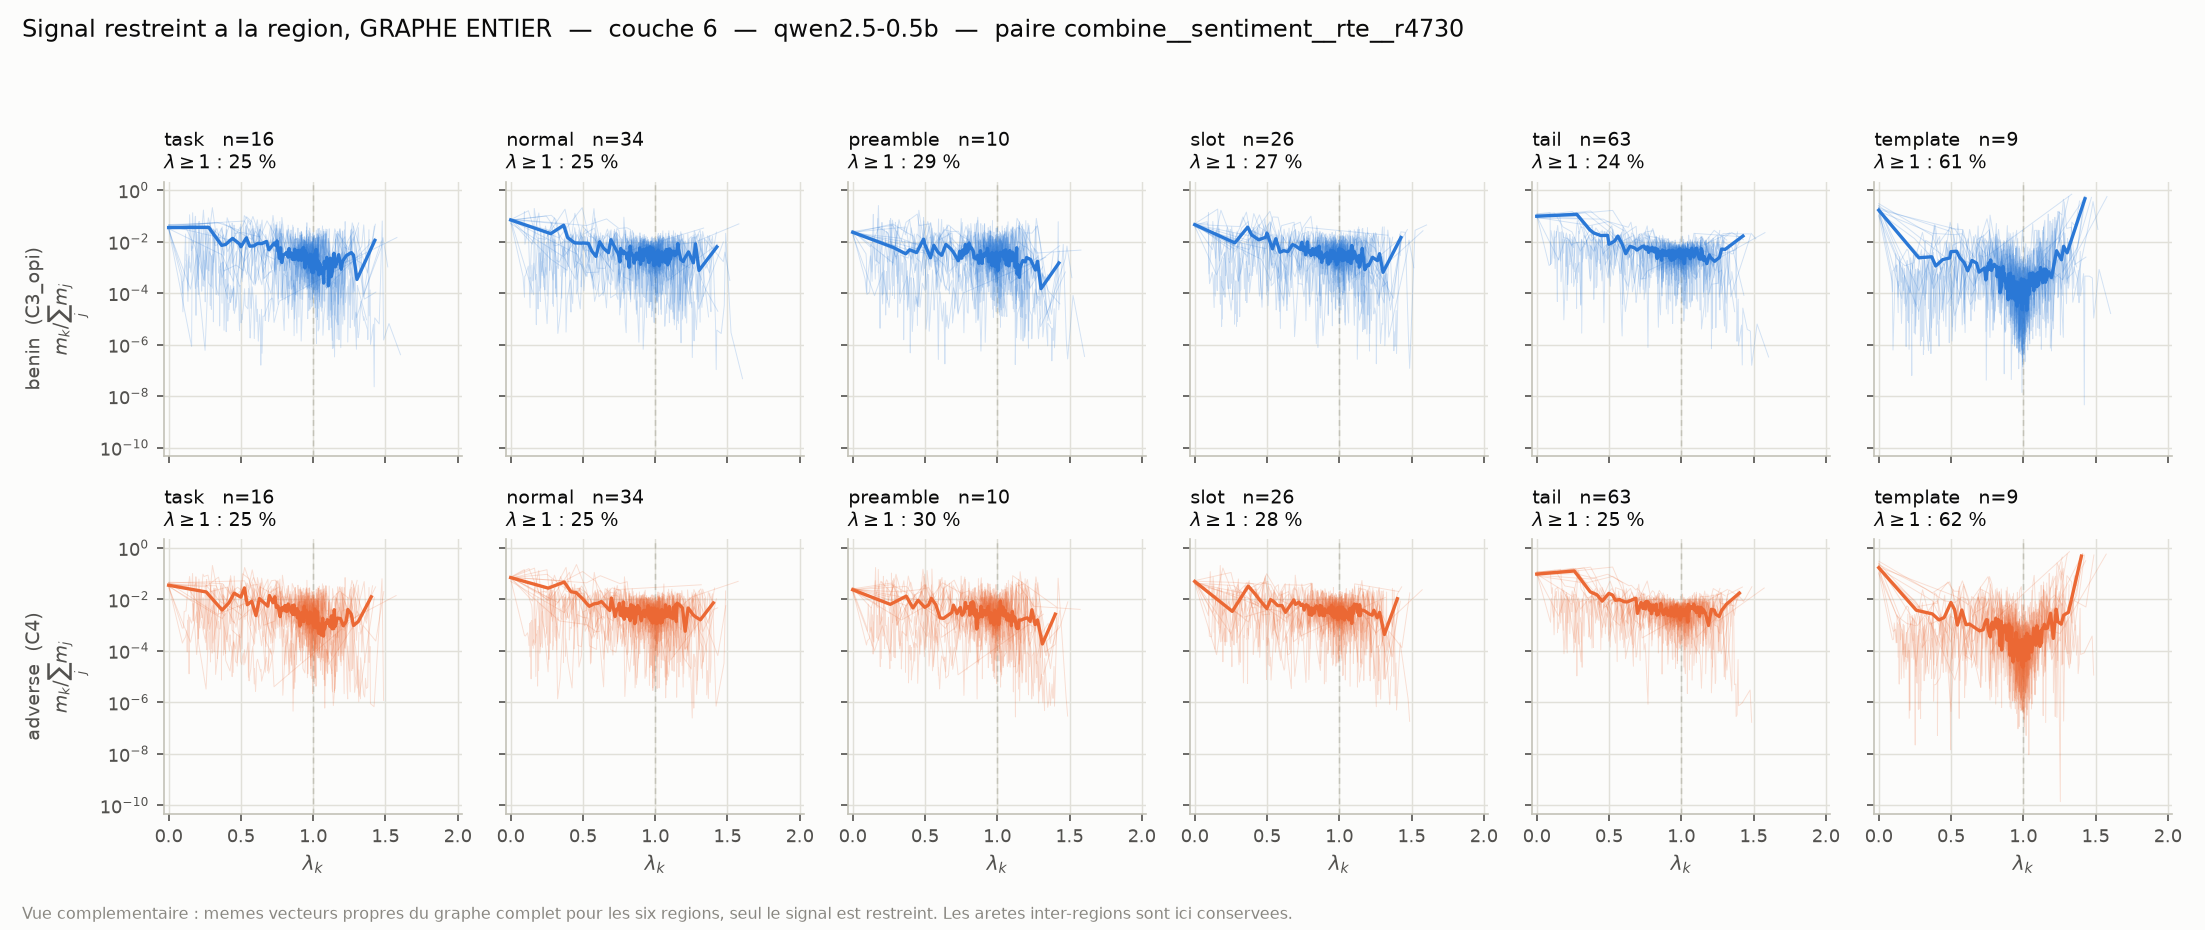 Signal restreint a la region, GRAPHE ENTIER — couche 6 — qwen2.5-0.5b — paire combine__sentiment__rte__r4730
task n=16
λ ≥ 1 : 25 %
normal n=34
λ ≥ 1 : 25 %
preamble n=10
λ ≥ 1 : 29 %
slot n=26
λ ≥ 1 : 27 %
tail n=63
λ ≥ 1 : 24 %
template n=9
λ ≥ 1 : 61 %
benin (C3_opi)
m_k/∑_j m_j
10^0
10^-2
10^-4
10^-6
10^-8
10^-10
task n=16
λ ≥ 1 : 25 %
normal n=34
λ ≥ 1 : 25 %
preamble n=10
λ ≥ 1 : 30 %
slot n=26
λ ≥ 1 : 28 %
tail n=63
λ ≥ 1 : 25 %
template n=9
λ ≥ 1 : 62 %
adverse (C4)
m_k/∑_j m_j
10^0
10^-2
10^-4
10^-6
10^-8
10^-10
0.0 0.5 1.0 1.5 2.0
λ_k
0.0 0.5 1.0 1.5 2.0
λ_k
0.0 0.5 1.0 1.5 2.0
λ_k
0.0 0.5 1.0 1.5 2.0
λ_k
0.0 0.5 1.0 1.5 2.0
λ_k
0.0 0.5 1.0 1.5 2.0
λ_k
Vue complementaire : memes vecteurs propres du graphe complet pour les six regions, seul le signal est restreint. Les aretes inter-regions sont ici conservees.